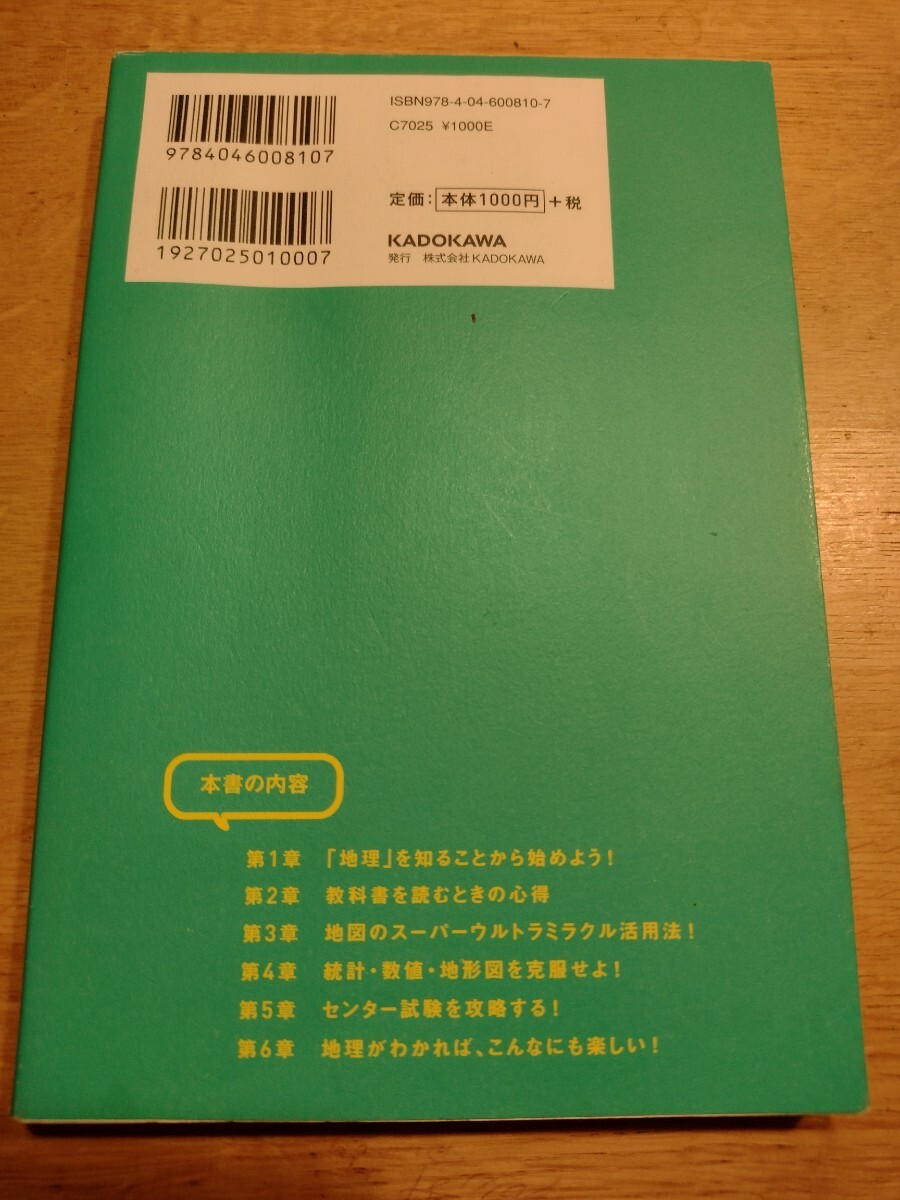 ISBN978-4-04-600810-7
C7025 ¥1000E
9784046008107
1927025010007
定価：本体1000円＋税
KADOKAWA
発行 株式会社KADOKAWA
本書の内容
第1章 「地理」を知ることから始めよう！
第2章 教科書を読むときの心得
第3章 地図のスーパーウルトラミラクル活用法！
第4章 統計・数値・地形図を克服せよ！
第5章 センター試験を攻略する！
第6章 地理がわかれば、こんなにも楽しい！